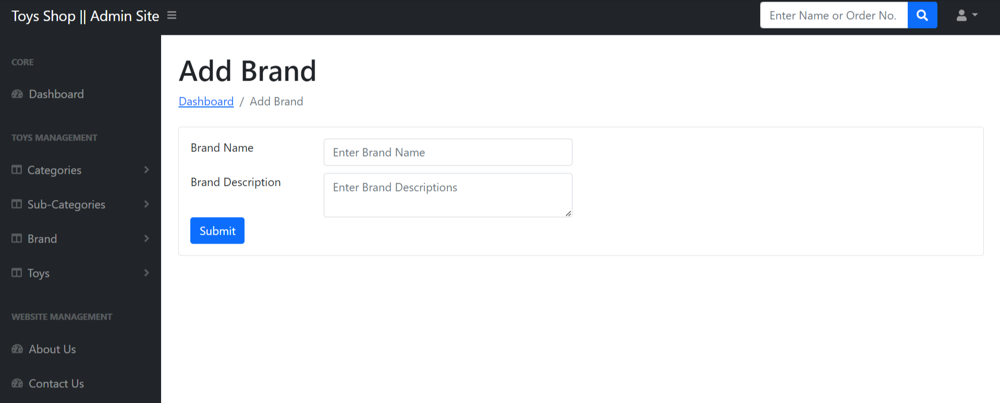 Toys Shop || Admin Site
Enter Name or Order No.
CORE
Dashboard
TOYS MANAGEMENT
Categories
Sub-Categories
Brand
Toys
WEBSITE MANAGEMENT
About Us
Contact Us
Add Brand
Dashboard / Add Brand
Brand Name
Enter Brand Name
Brand Description
Enter Brand Descriptions
Submit